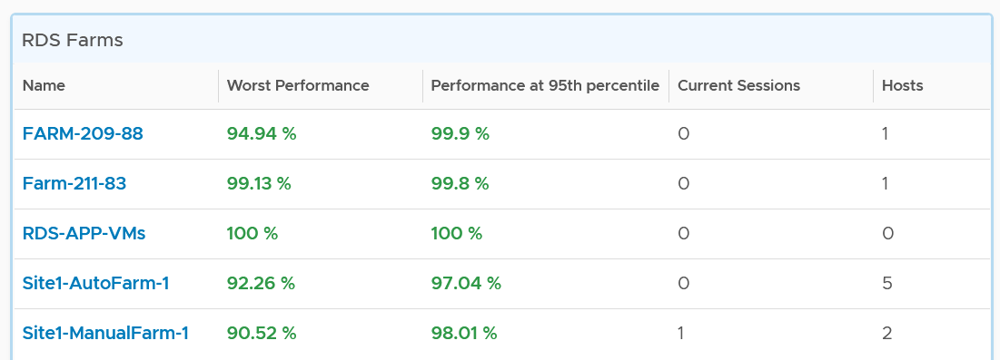 RDS Farms
Name Worst Performance Performance at 95th percentile Current Sessions Hosts
FARM-209-88 94.94 % 99.9 % 0 1
Farm-211-83 99.13 % 99.8 % 0 1
RDS-APP-VMs 100 % 100 % 0 0
Site1-AutoFarm-1 92.26 % 97.04 % 0 5
Site1-ManualFarm-1 90.52 % 98.01 % 1 2